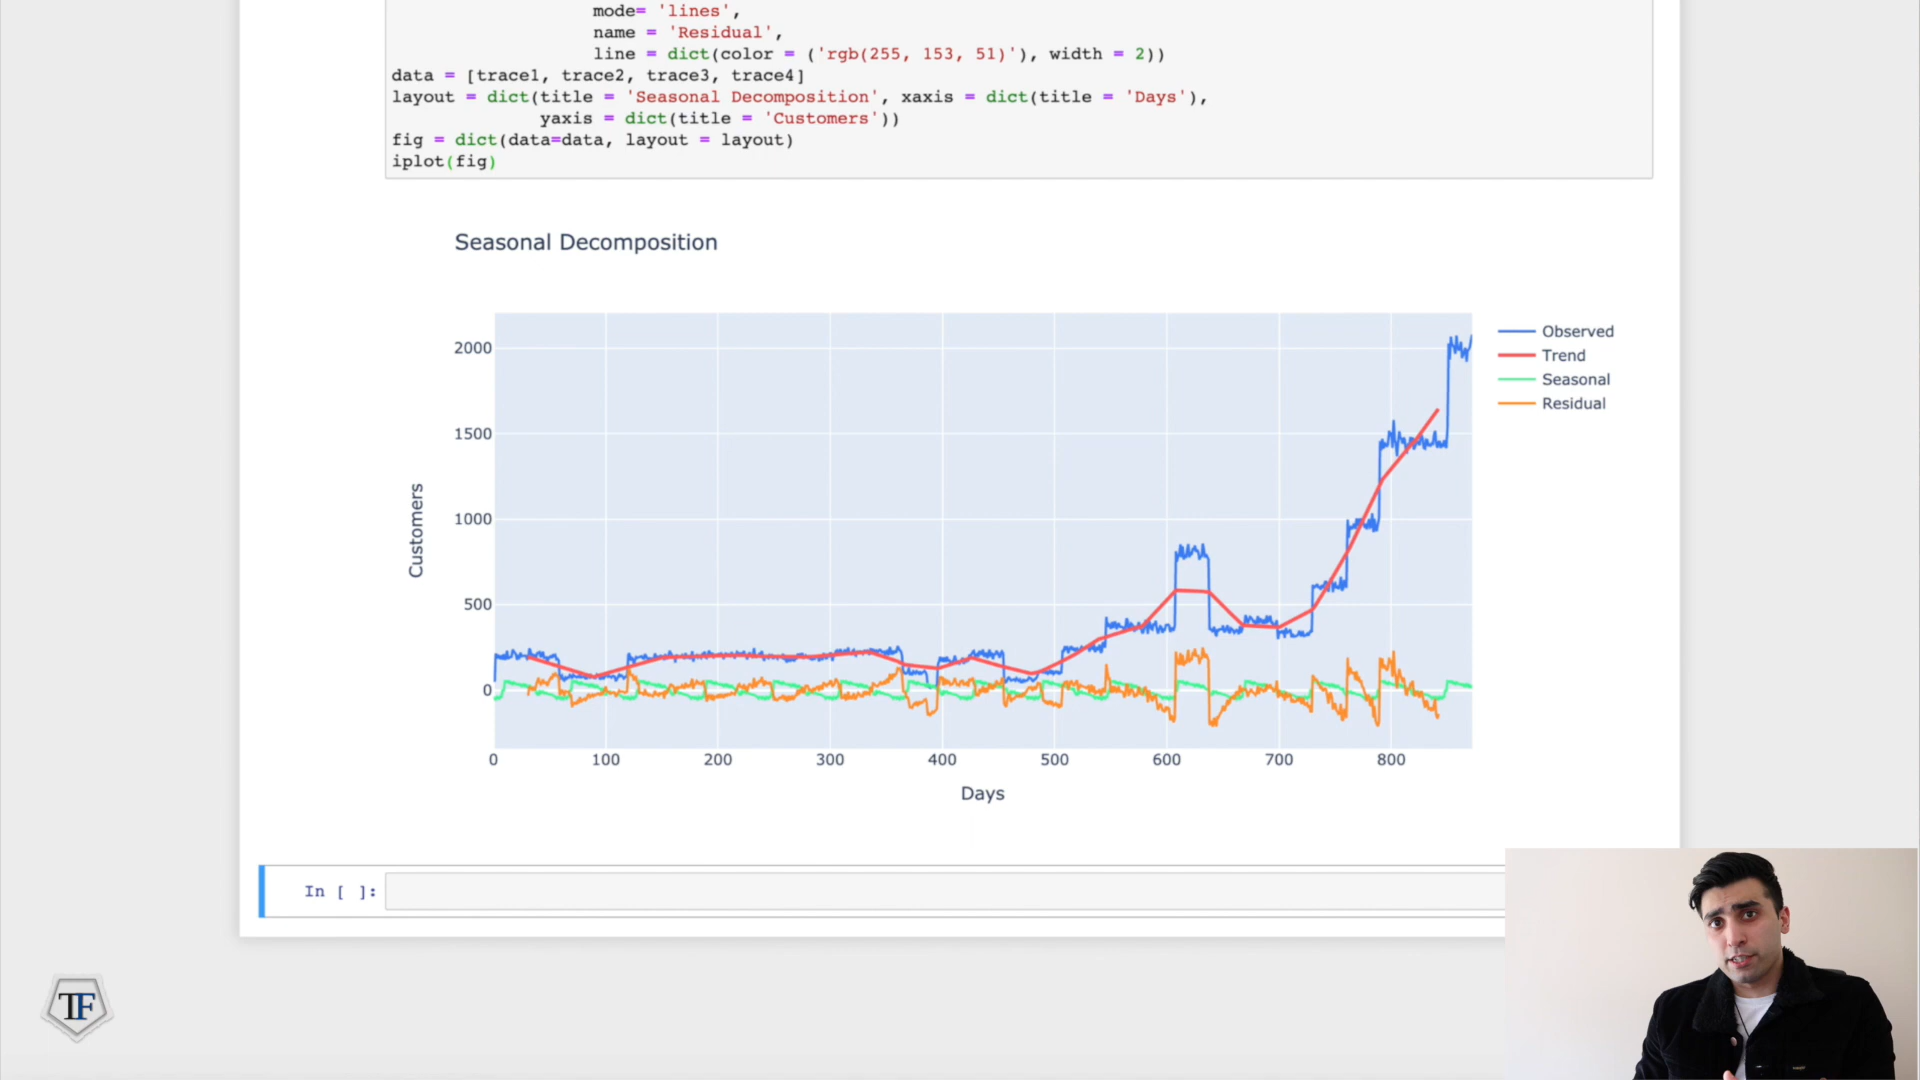 mode= 'lines',
name = 'Residual',
line = dict(color = ('rgb(255, 153, 51)'), width = 2))
data = [trace1, trace2, trace3, trace4]
layout = dict(title = 'Seasonal Decomposition', xaxis = dict(title = 'Days'),
yaxis = dict(title = 'Customers'))
fig = dict(data=data, layout = layout)
iplot(fig)
Seasonal Decomposition
Observed
Trend
Seasonal
Residual
2000
1500
1000
500
0
Customers
0 100 200 300 400 500 600 700 800
Days
In [ ]:
TF